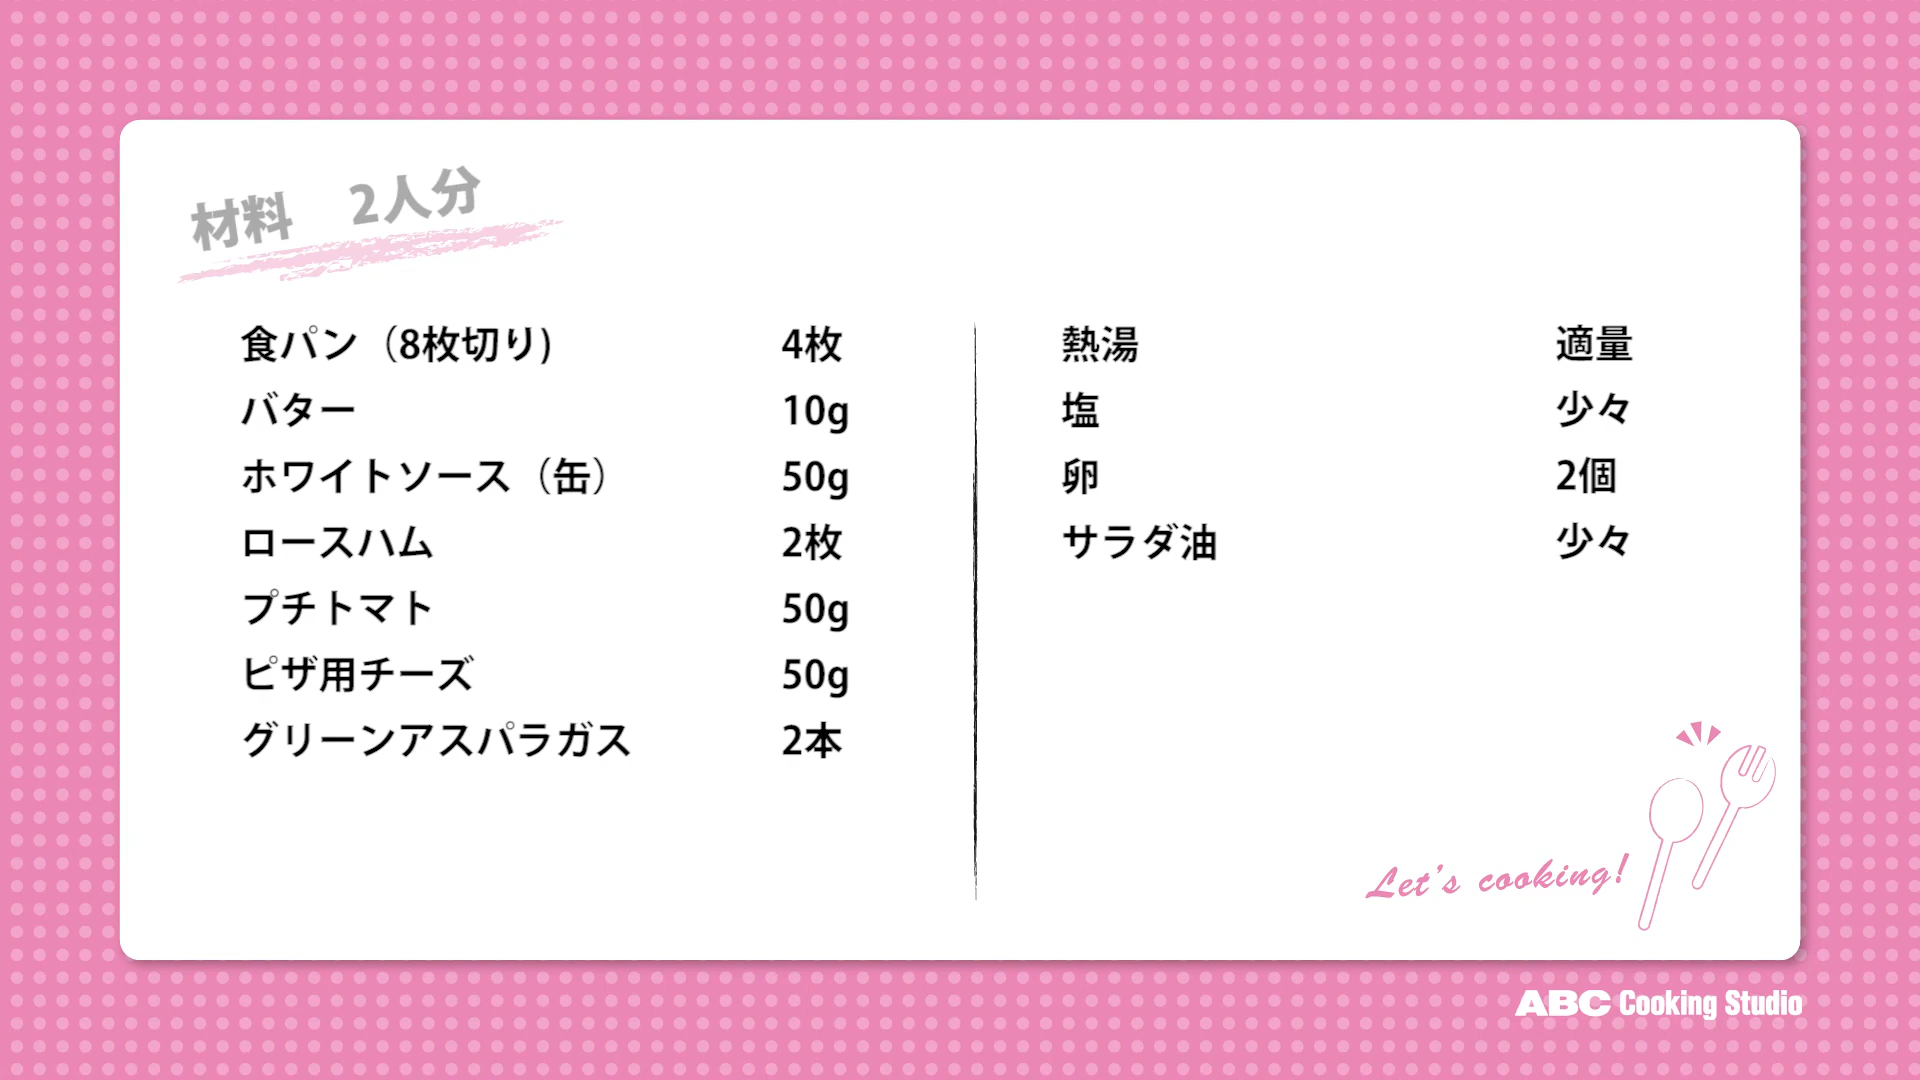 材料　2人分
食パン（8枚切り)　4枚
バター　10g
ホワイトソース（缶）　50g
ロースハム　2枚
プチトマト　50g
ピザ用チーズ　50g
グリーンアスパラガス　2本
熱湯　適量
塩　少々
卵　2個
サラダ油　少々
Let's cooking!
ABC Cooking Studio